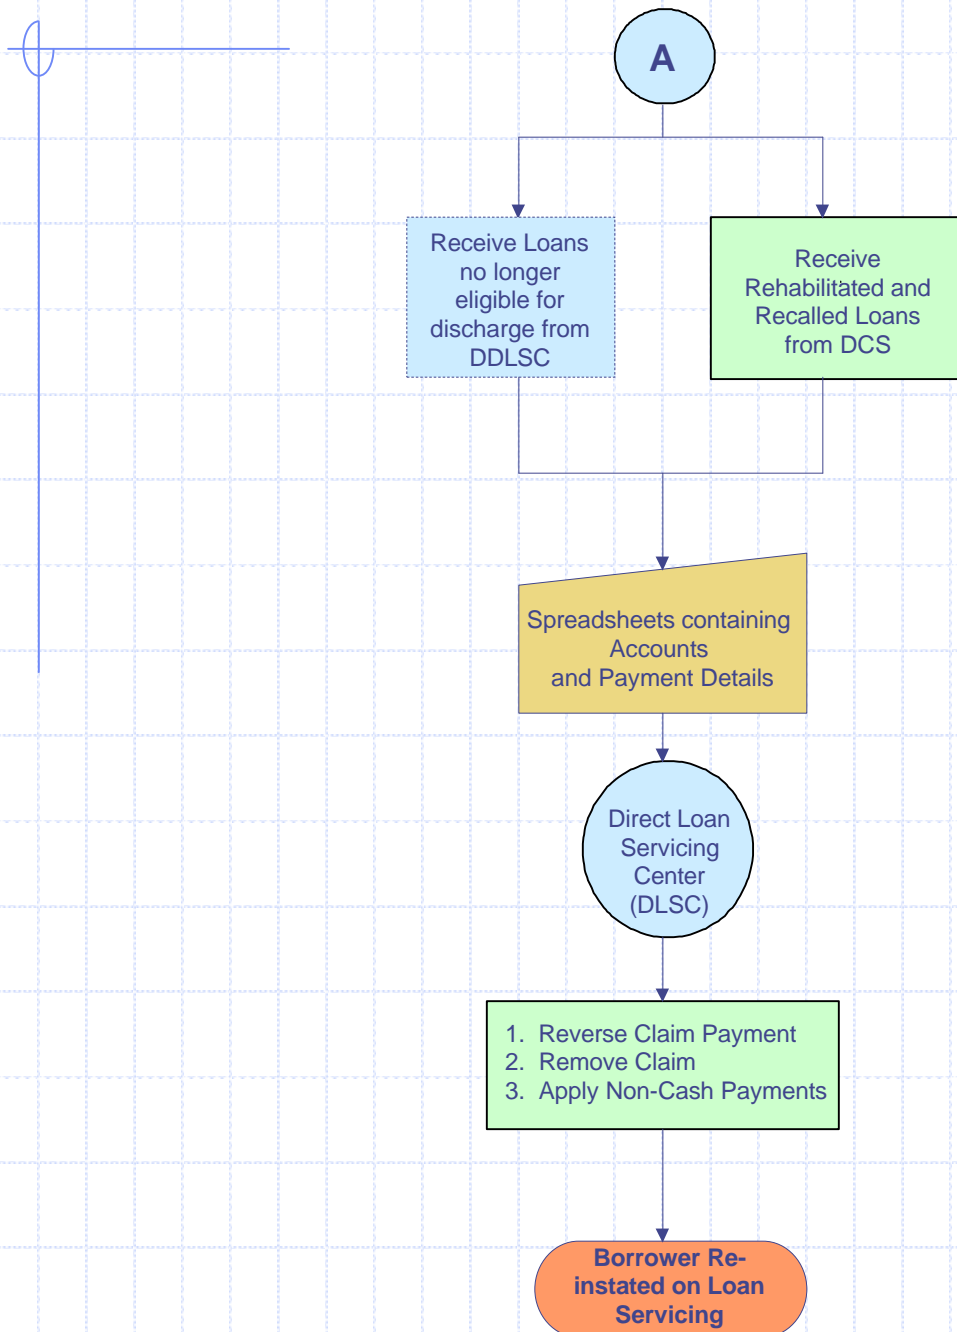 A
Receive Loans
no longer
eligible for
discharge from
DDLSC
Receive
Rehabilitated and
Recalled Loans
from DCS
Spreadsheets containing
Accounts
and Payment Details
Direct Loan
Servicing
Center
(DLSC)
1. Reverse Claim Payment
2. Remove Claim
3. Apply Non-Cash Payments
Borrower Re-
instated on Loan
Servicing